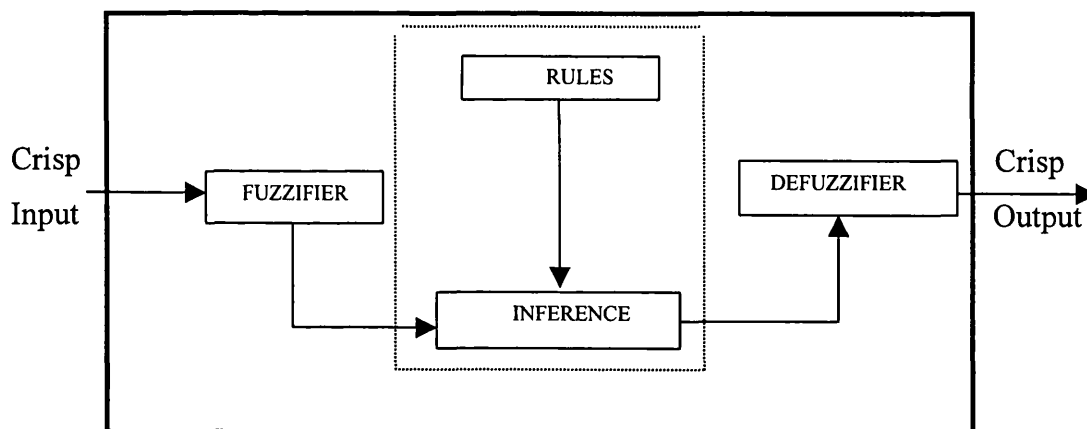 RULES
Crisp
Input
FUZZIFIER
DEFUZZIFIER
Crisp
Output
INFERENCE